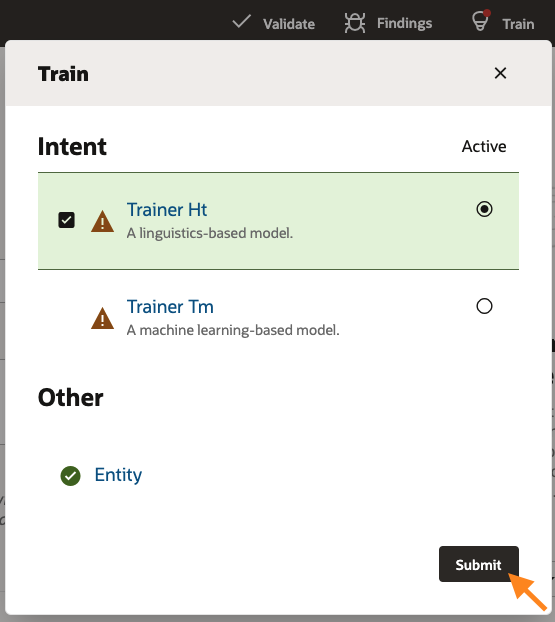 Validate
Findings
Train
Train
Intent
Active
Trainer Ht
A linguistics-based model.
Trainer Tm
A machine learning-based model.
Other
Entity
Submit